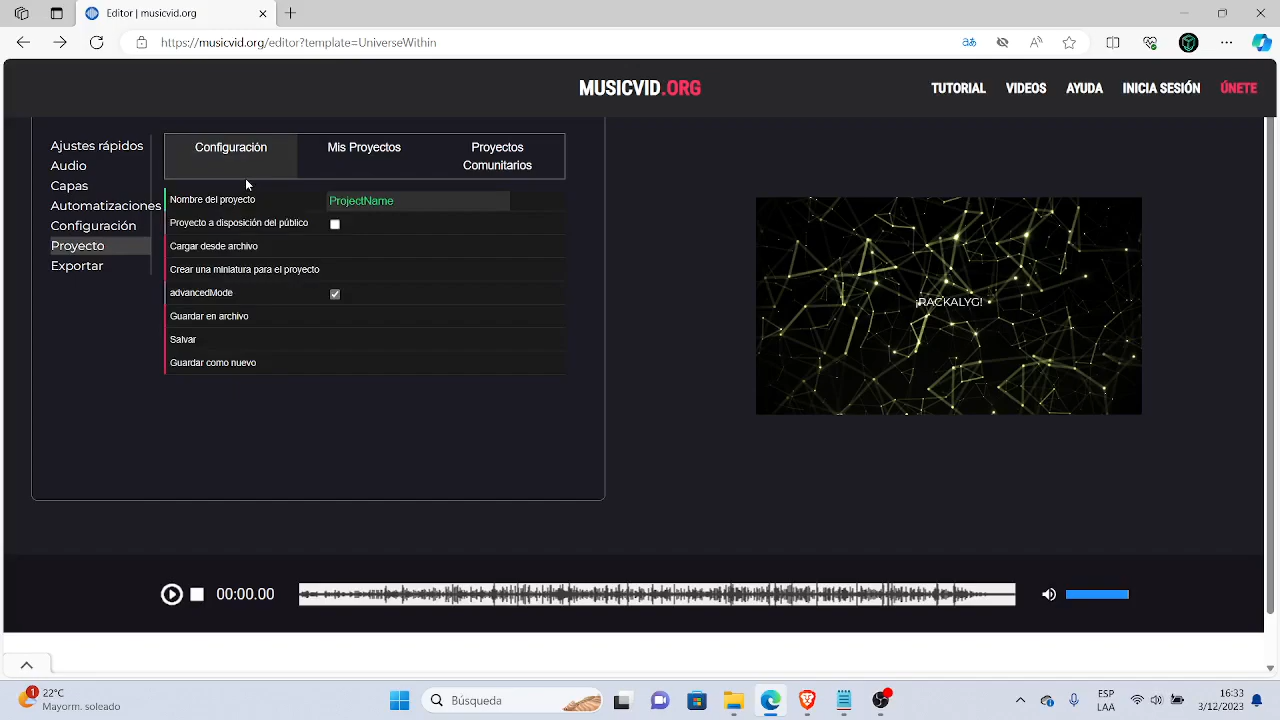 Editor | musicvid.org
https://musicvid.org/editor?template=UniverseWithin
MUSICVID.ORG
TUTORIAL
VIDEOS
AYUDA
INICIA SESIÓN
ÚNETE
Ajustes rápidos
Audio
Capas
Automatizaciones
Configuración
Proyecto
Exportar
Configuración
Mis Proyectos
Proyectos
Comunitarios
Nombre del proyecto
ProjectName
Proyecto a disposición del público
Cargar desde archivo
Crear una miniatura para el proyecto
advancedMode
Guardar en archivo
Salvar
Guardar como nuevo
RACKALYG!
00:00.00
1
22°C
Mayorm. soleado
Búsqueda
ESP
LAA
16:33
3/12/2023